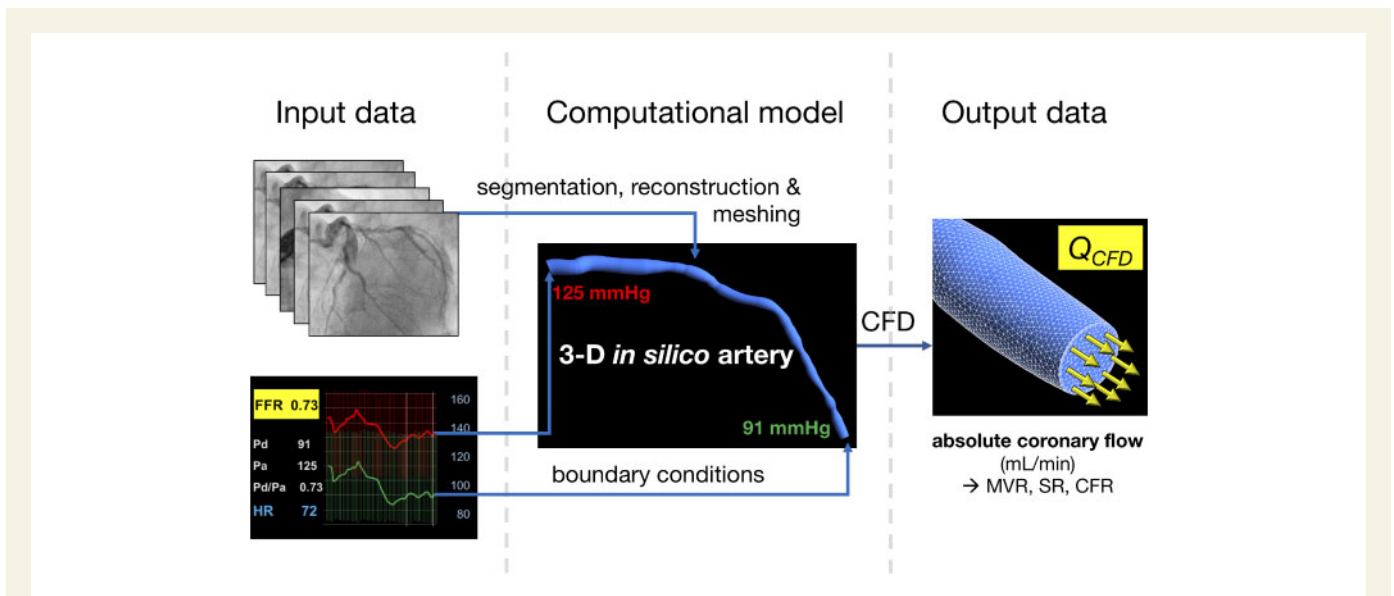 Input data
Computational model
Output data
segmentation, reconstruction &
meshing
125 mmHg
3-D in silico artery
91 mmHg
CFD
QCFD
FFR 0.73
Pd 91
Pa 125
Pd/Pa 0.73
HR 72
160
140
120
100
80
boundary conditions
absolute coronary flow
(mL/min)
→ MVR, SR, CFR